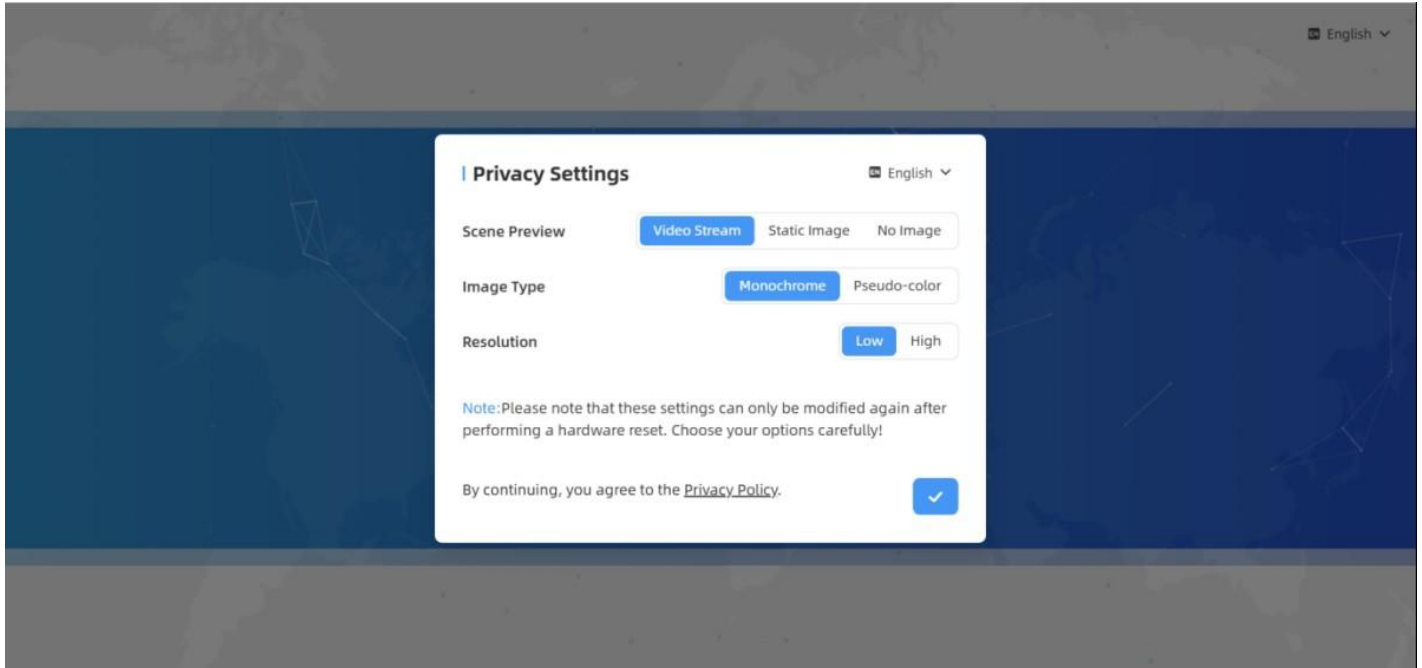 English
Privacy Settings
English
Scene Preview
Video Stream
Static Image
No Image
Image Type
Monochrome
Pseudo-color
Resolution
Low
High
Note:Please note that these settings can only be modified again after
performing a hardware reset. Choose your options carefully!
By continuing, you agree to the Privacy Policy.